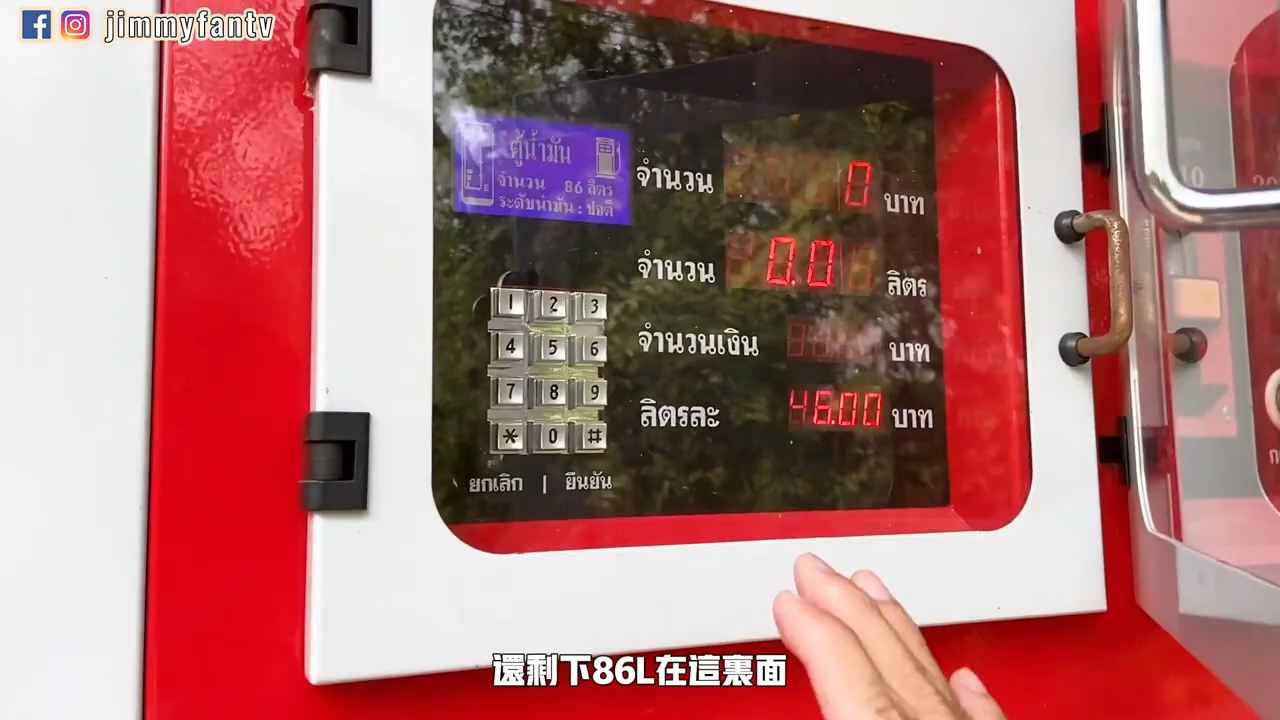 jimmyfantv
ตู้น้ำมัน
จำนวน 86 ลิตร
ระดับน้ำมัน : ปกติ
จำนวน 0 บาท
จำนวน 0.0 ลิตร
จำนวนเงิน บาท
ลิตรละ 46.00 บาท
1 2 3
4 5 6
7 8 9
* 0 #
ยกเลิก | ยืนยัน
還剩下86L在這裏面